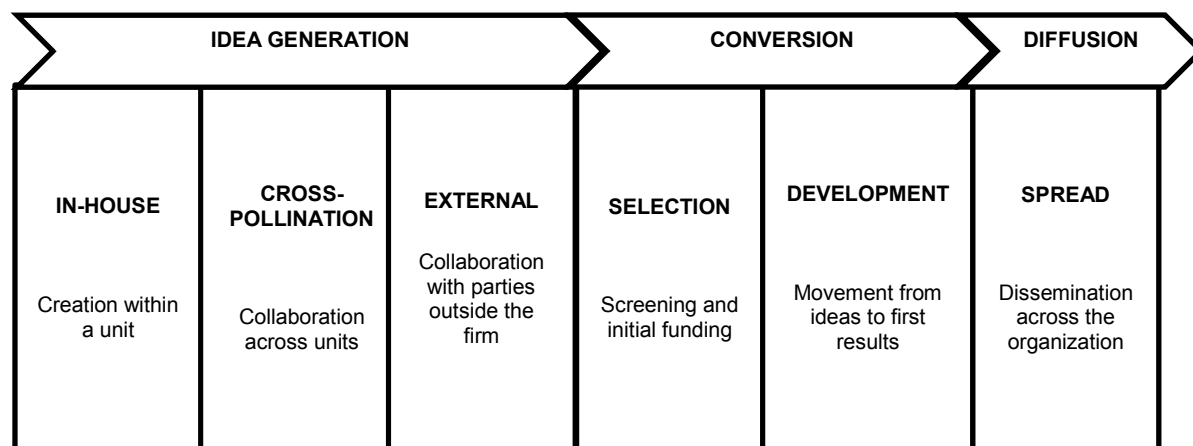 IDEA GENERATION
CONVERSION
DIFFUSION
IN-HOUSE
Creation within
a unit
CROSS-
POLLINATION
Collaboration
across units
EXTERNAL
Collaboration
with parties
outside the
firm
SELECTION
Screening and
initial funding
DEVELOPMENT
Movement from
ideas to first
results
SPREAD
Dissemination
across the
organization